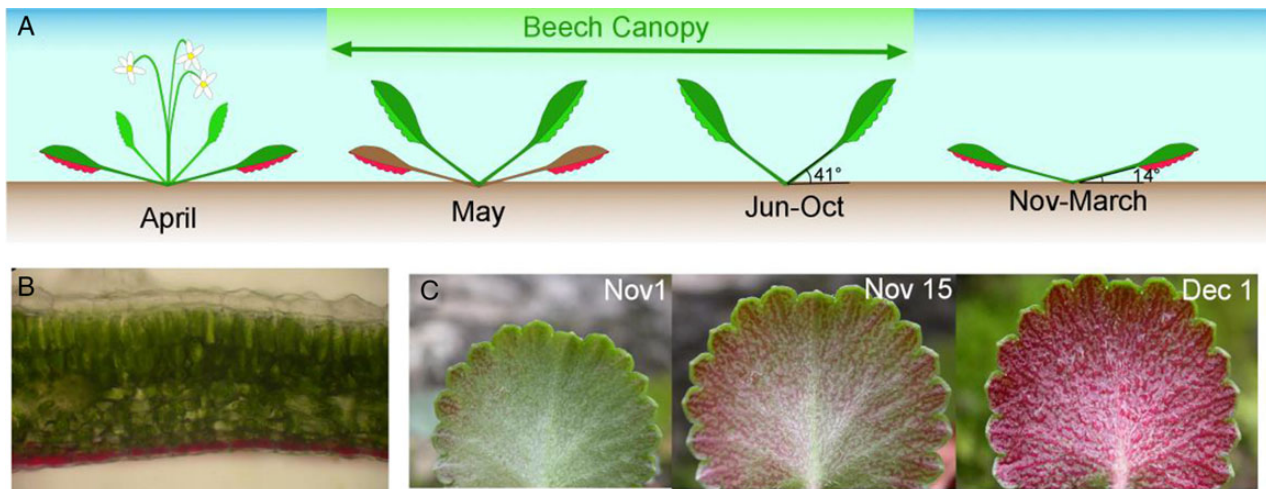 A
Beech Canopy
41°
14°
April
May
Jun-Oct
Nov-March
B
C
Nov1
Nov 15
Dec 1